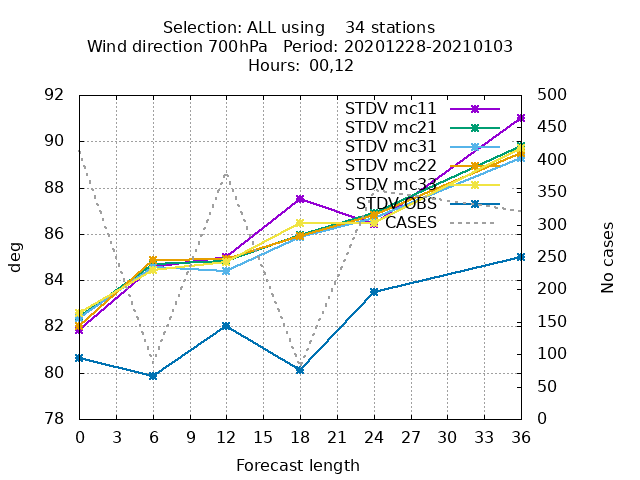 Selection: ALL using    34 stations
Wind direction 700hPa   Period: 20201228-20210103
Hours:  00,12
92
90
88
86
84
82
80
78
deg
500
450
400
350
300
250
200
150
100
50
0
No cases
STDV mc11
STDV mc21
STDV mc31
STDV mc22
STDV mc33
STDV OBS
CASES
0 3 6 9 12 15 18 21 24 27 30 33 36
Forecast length